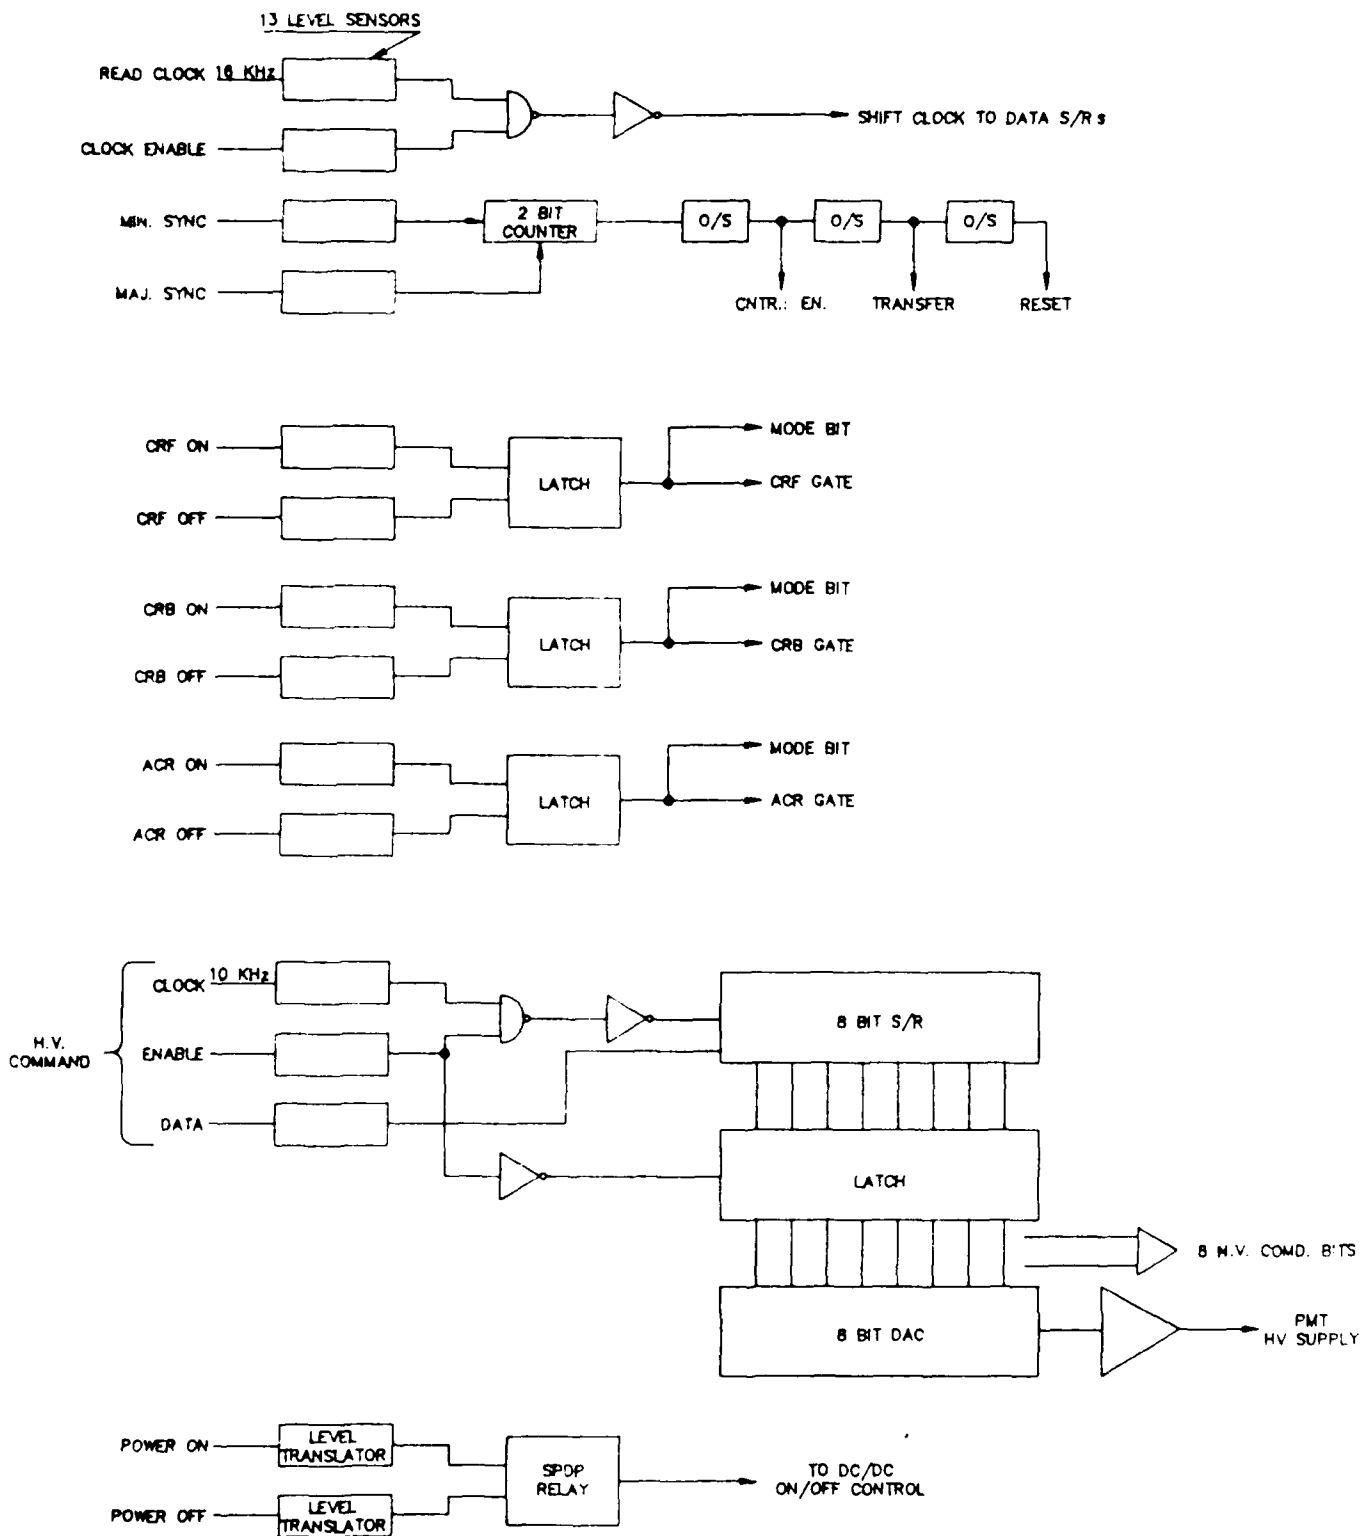 13 LEVEL SENSORS
READ CLOCK 16 KHz
SHIFT CLOCK TO DATA S/R s
CLOCK ENABLE
MIN. SYNC
2 BIT
COUNTER
O/S
O/S
O/S
MAJ. SYNC
CNTR.: EN.
TRANSFER
RESET
CRF ON
MODE BIT
LATCH
CRF GATE
CRF OFF
CRB ON
MODE BIT
LATCH
CRB GATE
CRB OFF
ACR ON
MODE BIT
LATCH
ACR GATE
ACR OFF
H.V.
COMMAND
CLOCK 10 KHz
ENABLE
DATA
8 BIT S/R
LATCH
8 H.V. COMD. BITS
8 BIT DAC
PMT
HV SUPPLY
POWER ON
LEVEL
TRANSLATOR
SPDP
RELAY
TO DC/DC
ON/OFF CONTROL
POWER OFF
LEVEL
TRANSLATOR